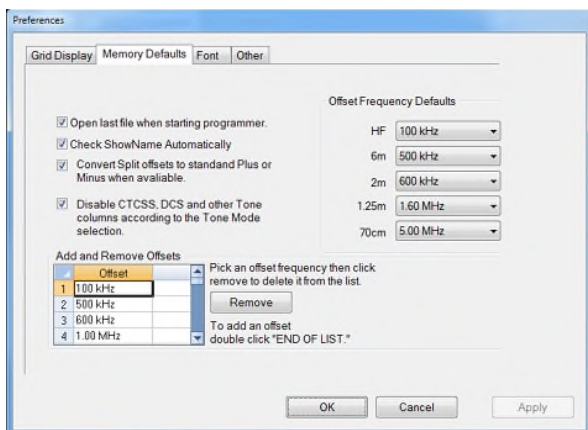 Preferences
Grid Display Memory Defaults Font Other
Open last file when starting programmer.
Check ShowName Automatically
Convert Split offsets to standand Plus or
Minus when avaliable.
Disable CTCSS, DCS and other Tone
columns according to the Tone Mode
selection.
Offset Frequency Defaults
HF 100 kHz
6m 500 kHz
2m 600 kHz
1.25m 1.60 MHz
70cm 5.00 MHz
Add and Remove Offsets
Offset
1 100 kHz
2 500 kHz
3 600 kHz
4 1.00 MHz
Pick an offset frequency then click
remove to delete it from the list.
Remove
To add an offset
double click "END OF LIST."
OK Cancel Apply